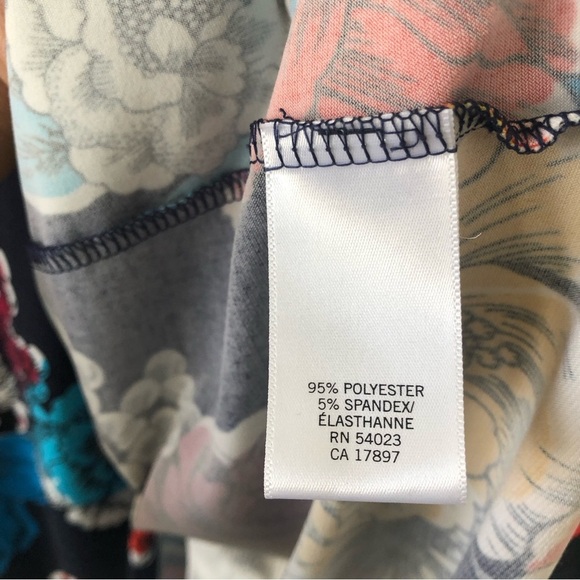 95% POLYESTER
5% SPANDEX/
ÉLASTHANNE
RN 54023
CA 17897